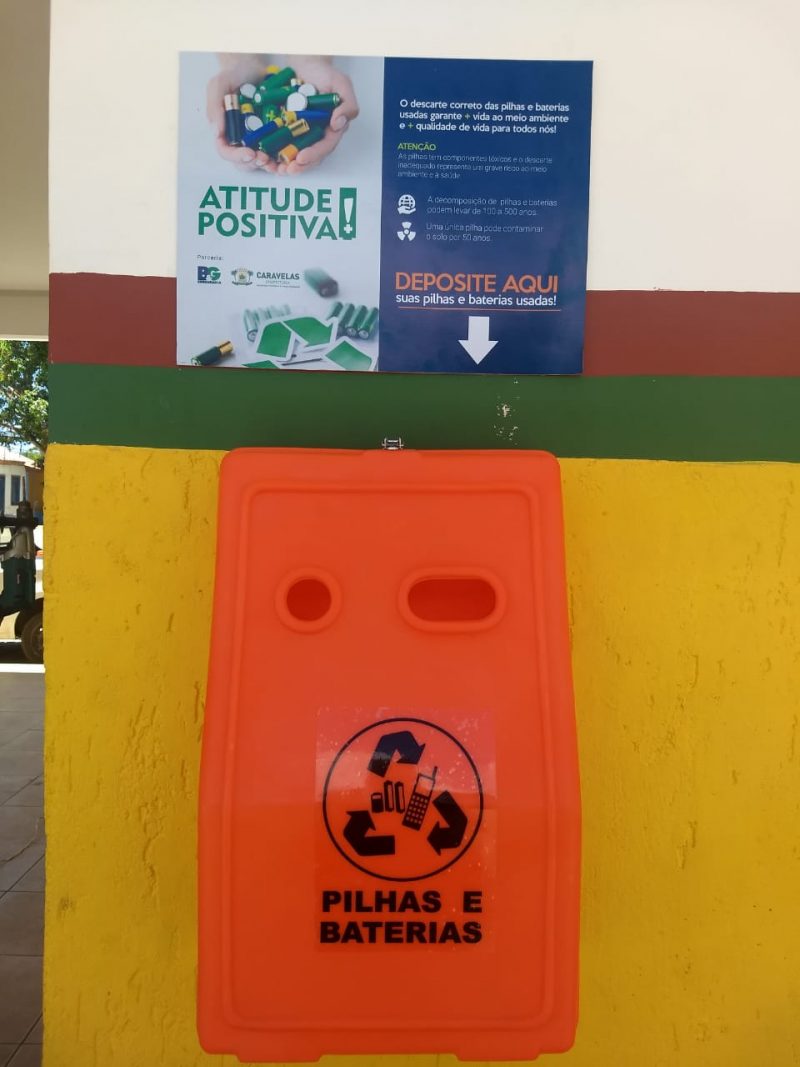 ATITUDE
POSITIVA!
Parceria:
CARAVELAS
PREFEITURA
O descarte correto das pilhas e baterias
usadas garante + vida ao meio ambiente
e + qualidade de vida para todos nós!
ATENÇÃO
As pilhas tem componentes tóxicos e o descarte
inadequado representa um grave risco ao meio
ambiente e à saúde.
A decomposição de pilhas e baterias
podem levar de 100 a 500 anos.
Uma única pilha pode contaminar
o solo por 50 anos.
DEPOSITE AQUI
suas pilhas e baterias usadas!
PILHAS E
BATERIAS